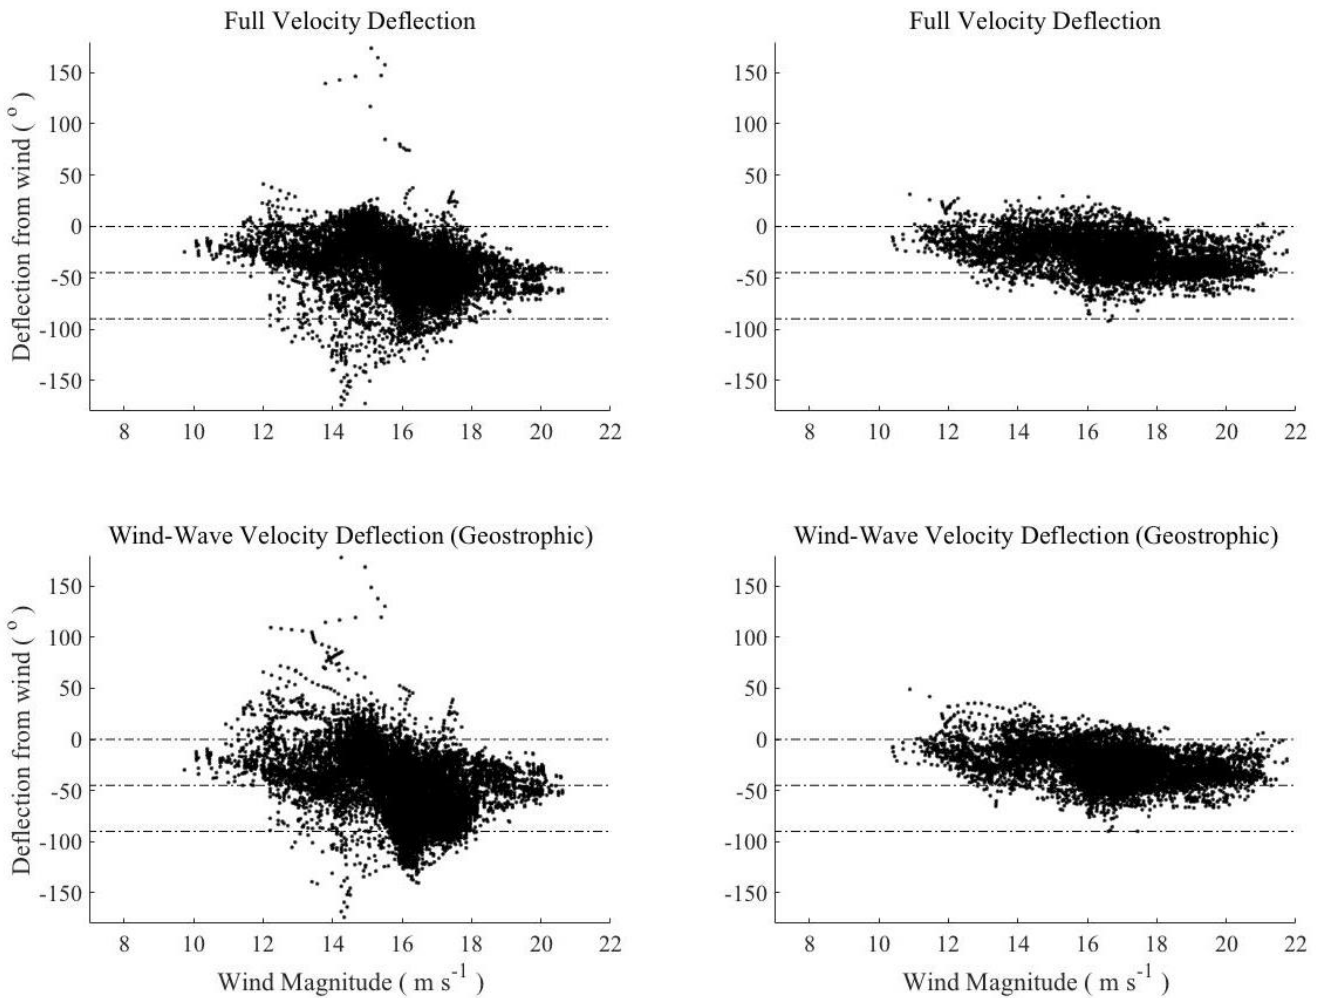 Full Velocity Deflection
Full Velocity Deflection
Deflection from wind ( º )
150
100
50
0
-50
-100
-150
8 10 12 14 16 18 20 22
150
100
50
0
-50
-100
-150
8 10 12 14 16 18 20 22
Wind-Wave Velocity Deflection (Geostrophic)
Wind-Wave Velocity Deflection (Geostrophic)
Deflection from wind ( º )
150
100
50
0
-50
-100
-150
8 10 12 14 16 18 20 22
Wind Magnitude ( m s⁻¹ )
150
100
50
0
-50
-100
-150
8 10 12 14 16 18 20 22
Wind Magnitude ( m s⁻¹ )